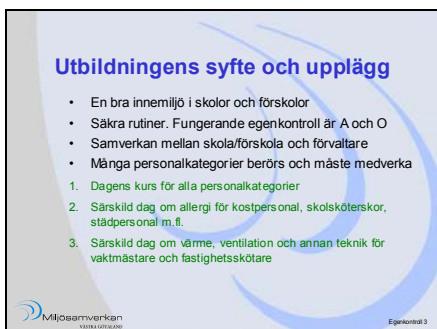 Utbildningens syfte och upplägg
• En bra innemiljö i skolor och förskolor
• Säkra rutiner. Fungerande egenkontroll är A och O
• Samverkan mellan skola/förskola och förvaltare
• Många personalkategorier berörs och måste medverka
1. Dagens kurs för alla personalkategorier
2. Särskild dag om allergi för kostpersonal, skolsköterskor,
städpersonal m.fl.
3. Särskild dag om värme, ventilation och annan teknik för
vaktmästare och fastighetsskötare
Miljösamverkan
VÄSTRA GÖTALAND
Egenkontroll 3